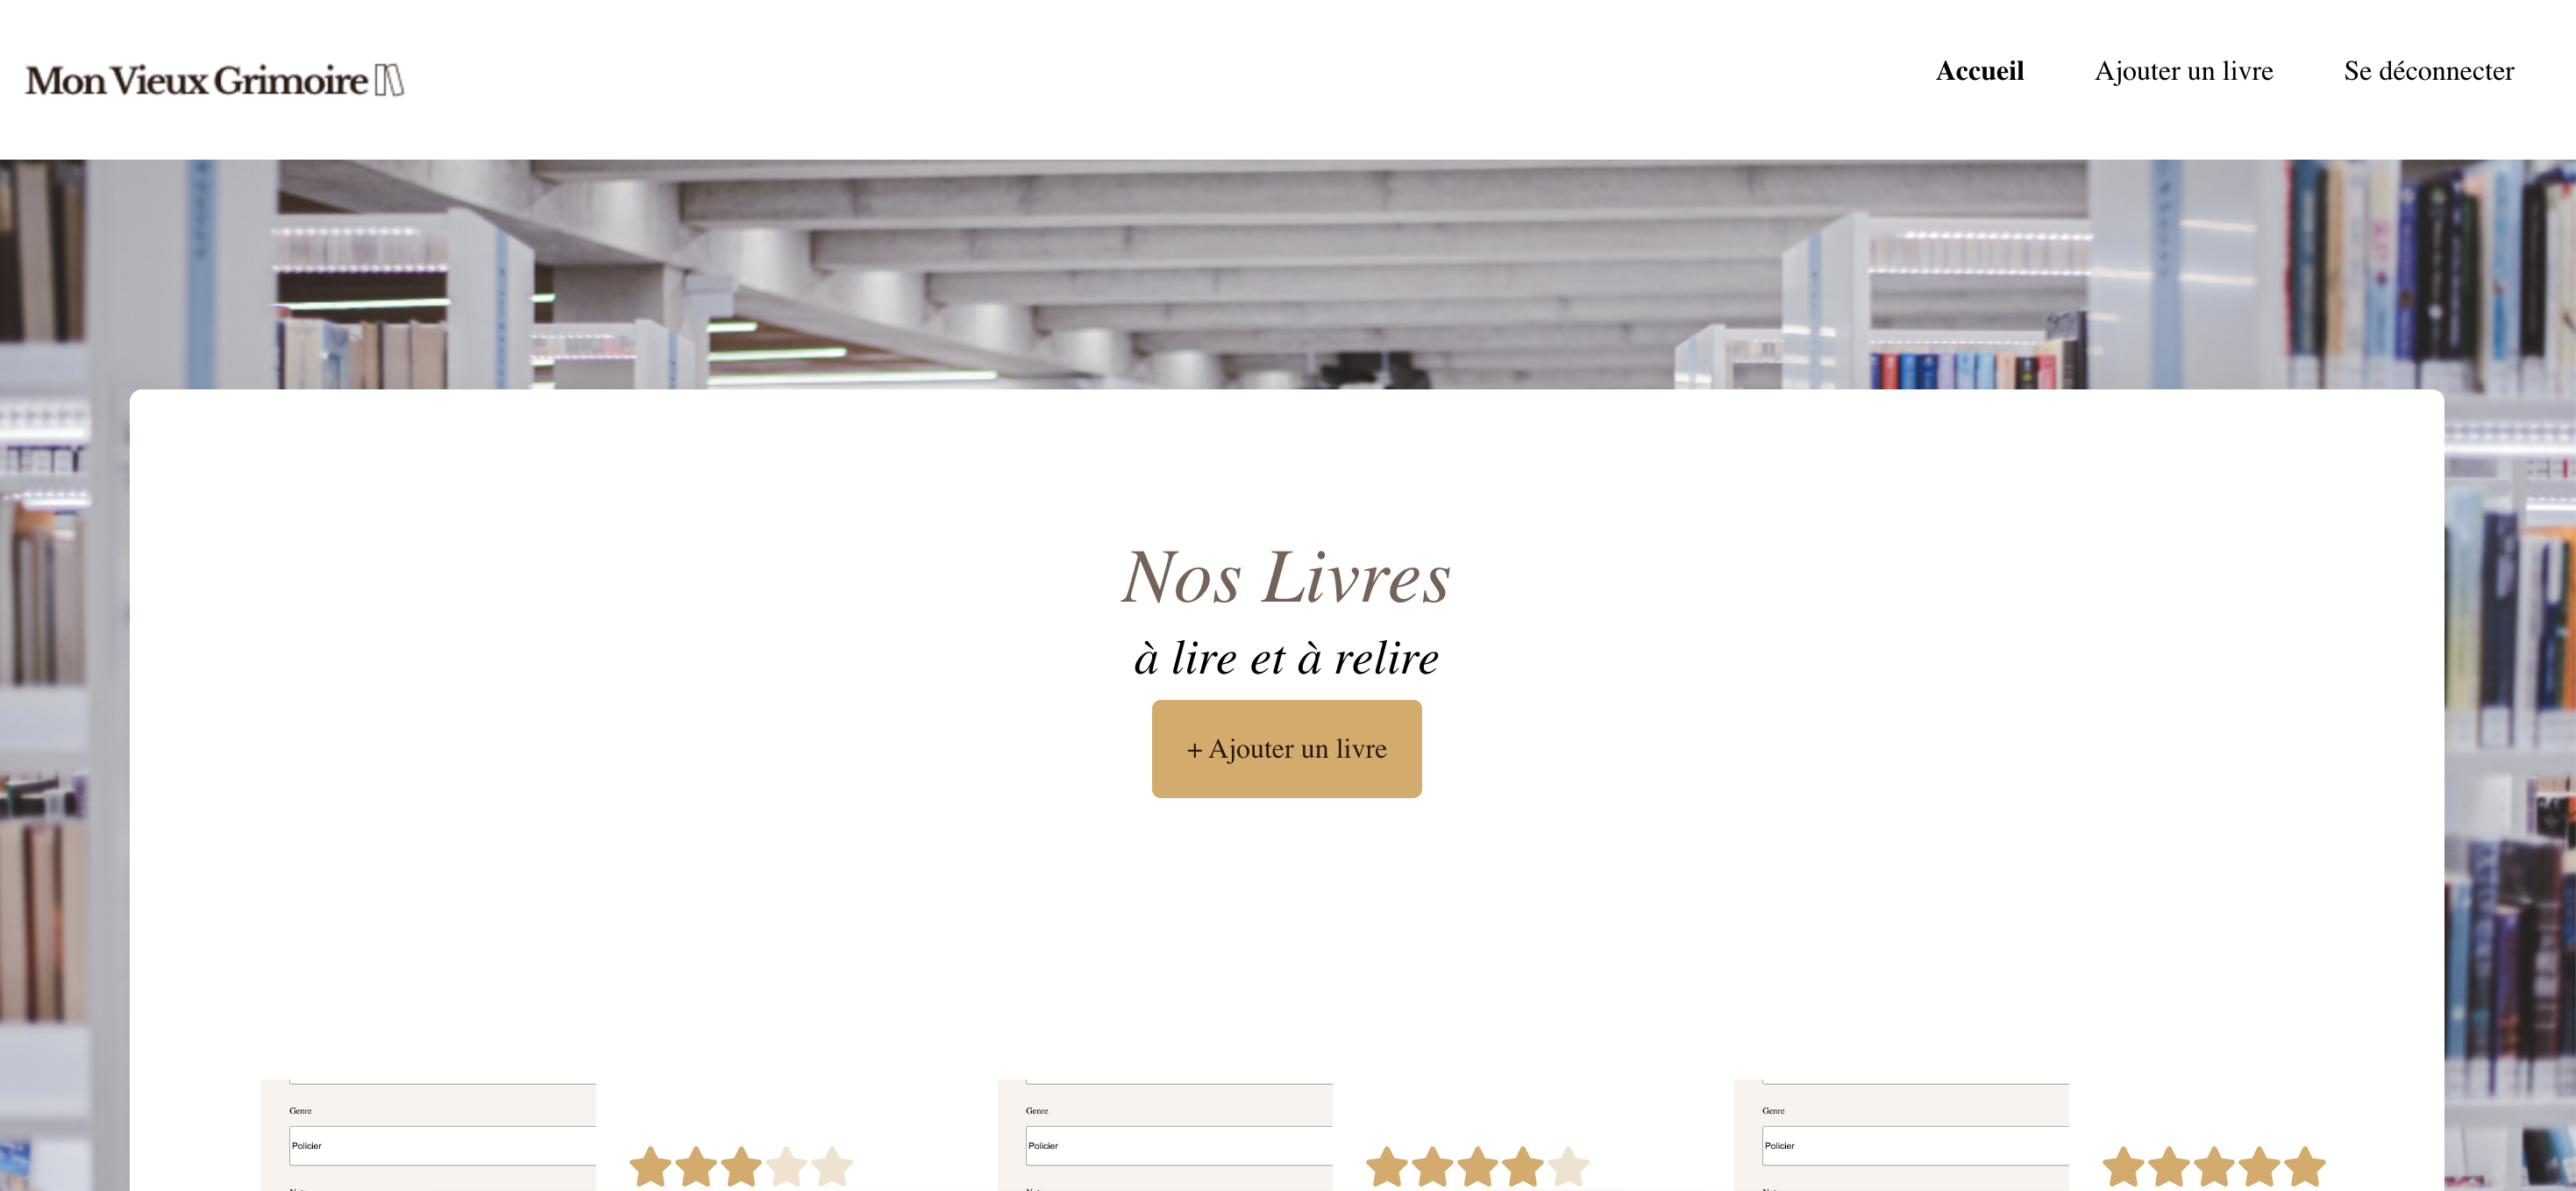 Mon Vieux Grimoire
Accueil Ajouter un livre Se déconnecter
Nos Livres
à lire et à relire
+ Ajouter un livre
Genre Genre Genre
Policier Policier Policier